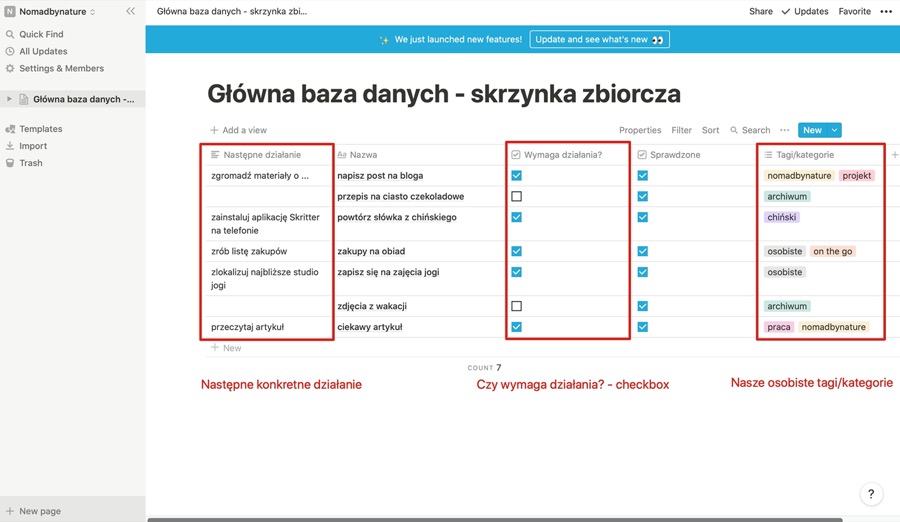 Nomadbynature
Główna baza danych - skrzynka zbi...
Share
Updates
Favorite
Quick Find
All Updates
Settings & Members
Główna baza danych -...
Templates
Import
Trash
New page
We just launched new features!
Update and see what's new
Główna baza danych - skrzynka zbiorcza
Add a view
Properties Filter Sort Search New
Następne działanie Nazwa Wymaga działania? Sprawdzone Tagi/kategorie
zgromadź materiały o ... napisz post na bloga nomadbynature projekt
przepis na ciasto czekoladowe archiwum
zainstaluj aplikację Skritter powtórz słówka z chińskiego chiński
na telefonie
zrób listę zakupów zakupy na obiad osobiste on the go
zlokalizuj najbliższe studio zapisz się na zajęcia jogi osobiste
jogi
zdjęcia z wakacji archiwum
przeczytaj artykuł ciekawy artykuł praca nomadbynature
New
COUNT 7
Następne konkretne działanie
Czy wymaga działania? - checkbox
Nasze osobiste tagi/kategorie
?